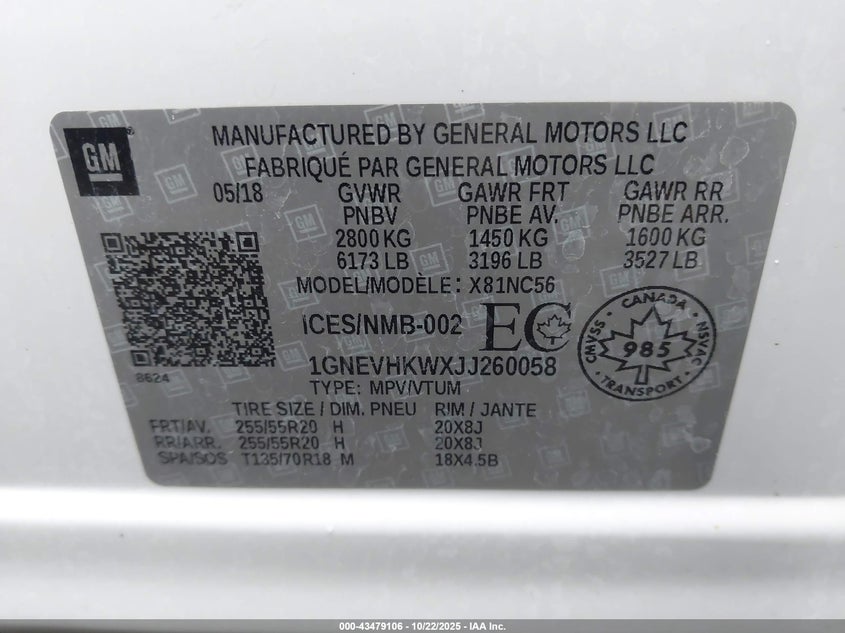 GM
MANUFACTURED BY GENERAL MOTORS LLC
FABRIQUÉ PAR GENERAL MOTORS LLC
05/18 GVWR GAWR FRT GAWR RR
PNBV PNBE AV. PNBE ARR.
2800 KG 1450 KG 1600 KG
6173 LB 3196 LB 3527 LB
MODEL/MODÈLE: X81NC56
ICES/NMB-002 EC
CANADA
CMVSS 985 NSVAC
TRANSPORT
8624
1GNEVHKWXJJ260058
TYPE: MPV/VTUM
TIRE SIZE / DIM. PNEU RIM / JANTE
FRT/AV. 255/55R20 H 20X8J
RR/ARR. 255/55R20 H 20X8J
SPA/SOS T135/70R18 M 18X4.5B
000-43479106 - 10/22/2025 - IAA Inc.